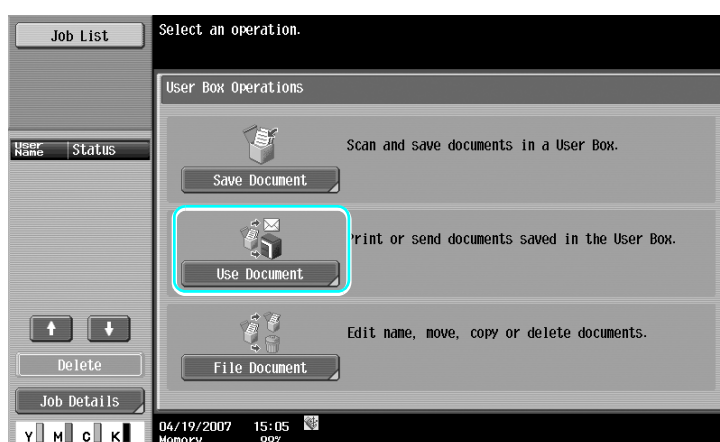 Job List
Select an operation.
User Box Operations
User Name
Status
Scan and save documents in a User Box.
Save Document
Print or send documents saved in the User Box.
Use Document
Edit name, move, copy or delete documents.
File Document
Delete
Job Details
Y M C K
04/19/2007 15:05
Memory 99%